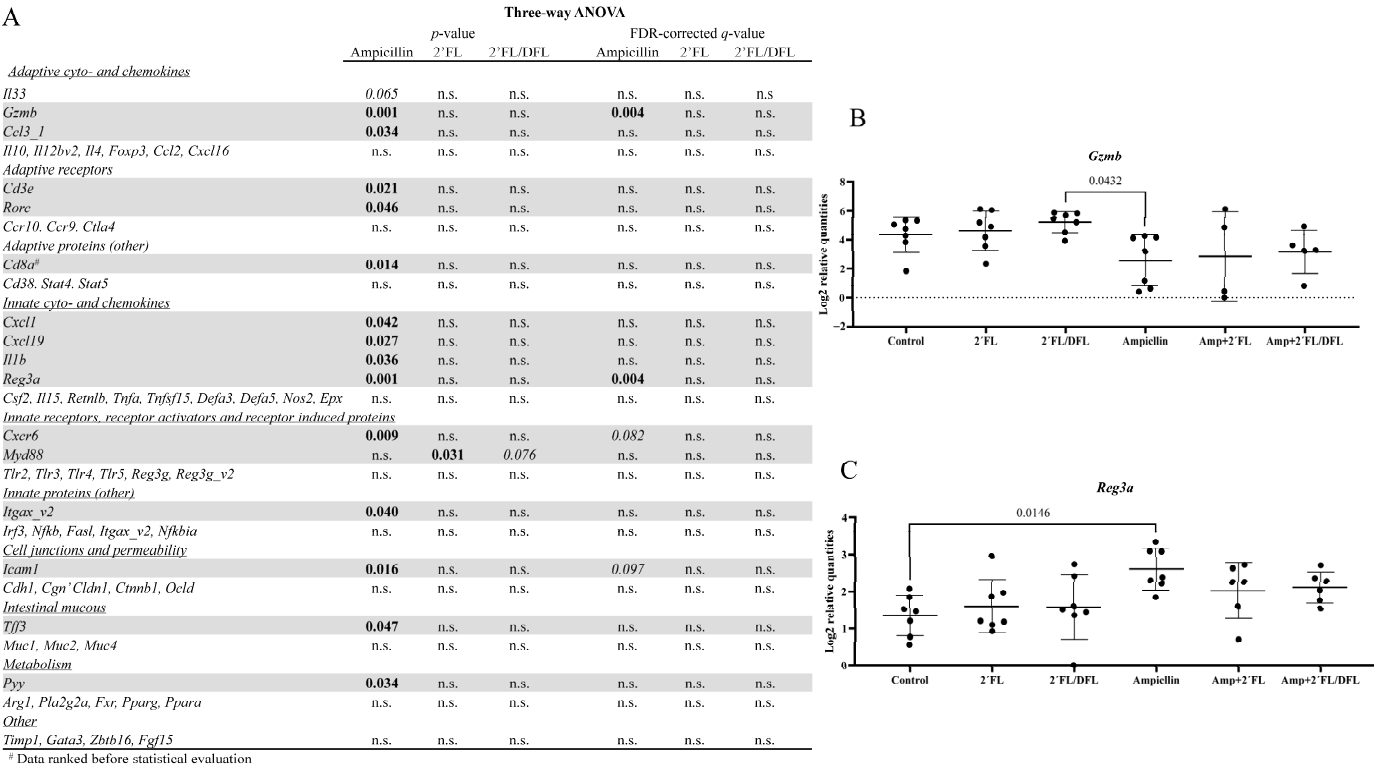 A
Three-way ANOVA
p-value FDR-corrected q-value
Ampicillin 2'FL 2'FL/DFL Ampicillin 2'FL 2'FL/DFL
Adaptive cyto- and chemokines
Il33 0.065 n.s. n.s. n.s. n.s. n.s
Gzmb 0.001 n.s. n.s. 0.004 n.s. n.s.
Ccl3_1 0.034 n.s. n.s. n.s. n.s. n.s.
Il10, Il12bv2, Il4, Foxp3, Ccl2, Cxcl16 n.s. n.s. n.s. n.s. n.s. n.s.
Adaptive receptors
Cd3e 0.021 n.s. n.s. n.s. n.s. n.s.
Rorc 0.046 n.s. n.s. n.s. n.s. n.s.
Ccr10. Ccr9. Ctla4 n.s. n.s. n.s. n.s. n.s. n.s.
Adaptive proteins (other)
Cd8a# 0.014 n.s. n.s. n.s. n.s. n.s.
Cd38. Stat4. Stat5 n.s. n.s. n.s. n.s. n.s. n.s.
Innate cyto- and chemokines
Cxcl1 0.042 n.s. n.s. n.s. n.s. n.s.
Cxcl19 0.027 n.s. n.s. n.s. n.s. n.s.
Il1b 0.036 n.s. n.s. n.s. n.s. n.s.
Reg3a 0.001 n.s. n.s. 0.004 n.s. n.s.
Csf2, Il15, Retnlb, Tnfa, Tnfsf15, Defa3, Defa5, Nos2, Epx n.s. n.s. n.s. n.s. n.s. n.s.
Innate receptors, receptor activators and receptor induced proteins
Cxcr6 0.009 n.s. n.s. 0.082 n.s. n.s.
Myd88 n.s. 0.031 0.076 n.s. n.s. n.s.
Tlr2, Tlr3, Tlr4, Tlr5, Reg3g, Reg3g_v2 n.s. n.s. n.s. n.s. n.s. n.s.
Innate proteins (other)
Itgax_v2 0.040 n.s. n.s. n.s. n.s. n.s.
Irf3, Nfkb, Fasl, Itgax_v2, Nfkbia n.s. n.s. n.s. n.s. n.s. n.s.
Cell junctions and permeability
Icam1 0.016 n.s. n.s. 0.097 n.s. n.s.
Cdh1, Cgn' Cldn1, Ctnnb1, Ocld n.s. n.s. n.s. n.s. n.s. n.s.
Intestinal mucous
Tff3 0.047 n.s. n.s. n.s. n.s. n.s.
Muc1, Muc2, Muc4 n.s. n.s. n.s. n.s. n.s. n.s.
Metabolism
Pyy 0.034 n.s. n.s. n.s. n.s. n.s.
Arg1, Pla2g2a, Fxr, Pparg, Ppara n.s. n.s. n.s. n.s. n.s. n.s.
Other
Timp1, Gata3, Zbtb16, Fgf15 n.s. n.s. n.s. n.s. n.s. n.s.
# Data ranked before statistical evaluation
B
Gzmb
0.0432
Log2 relative quantities
8
6
4
2
0
−2
Control 2´FL 2´FL/DFL Ampicllin Amp+2´FL Amp+2´FL/DFL
C
Reg3a
0.0146
Log2 relative quantities
4
3
2
1
0
Control 2´FL 2´FL/DFL Ampicllin Amp+2´FL Amp+2´FL/DFL